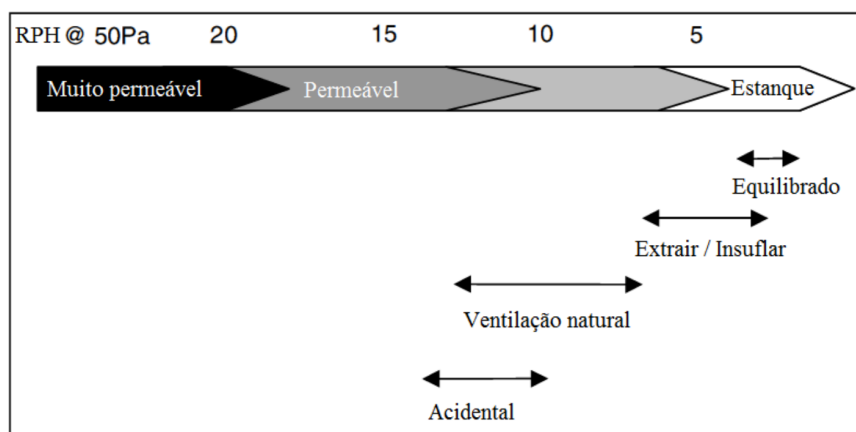 RPH @ 50Pa 20 15 10 5
Muito permeável Permeável Estanque
Equilibrado
Extrair / Insuflar
Ventilação natural
Acidental